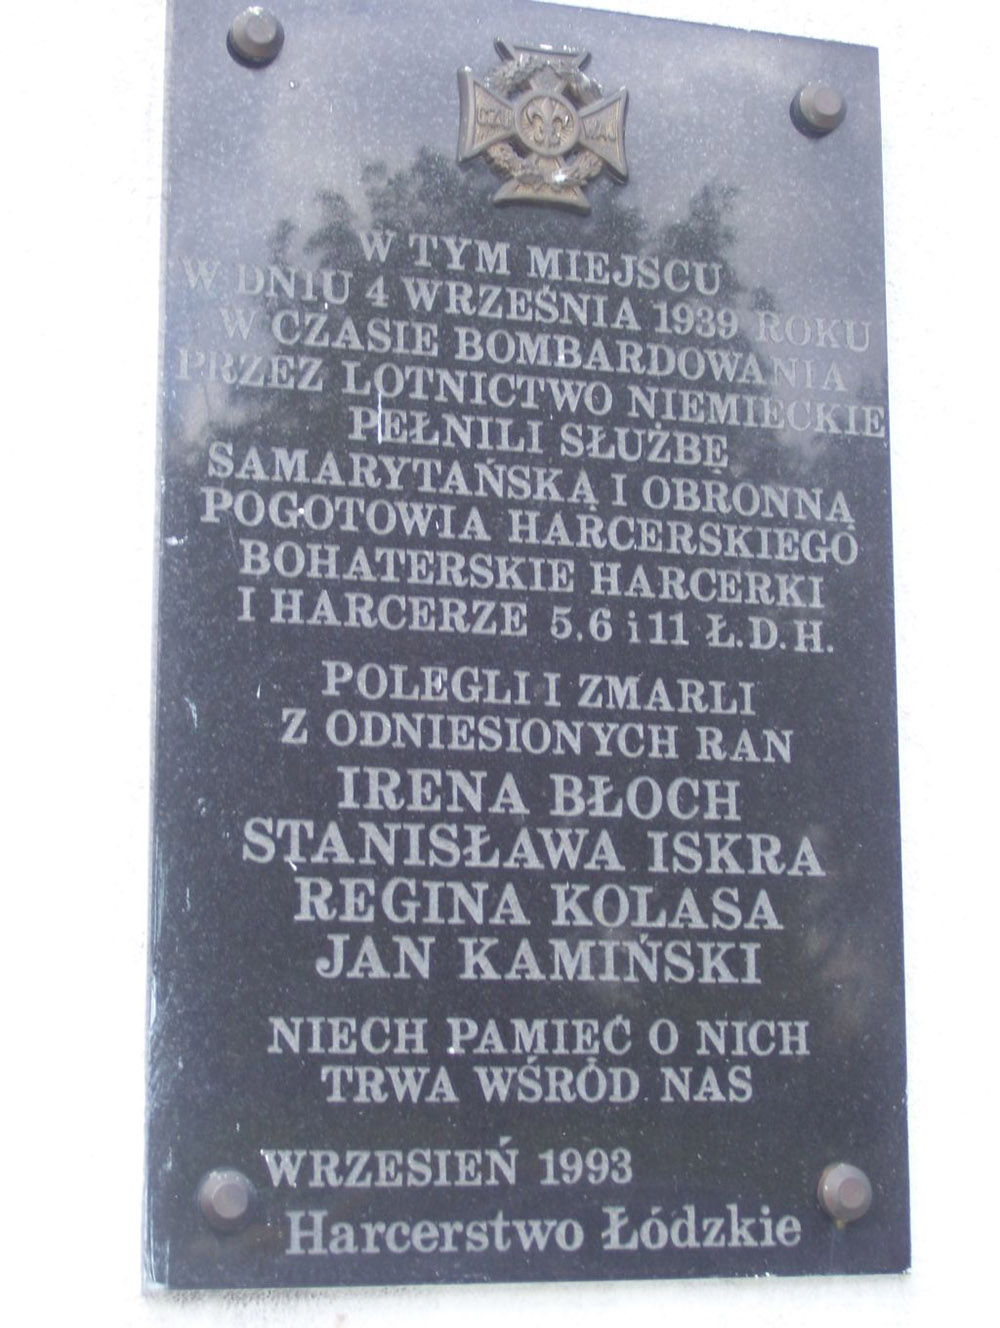 CZU WAJ
W TYM MIEJSCU
W DNIU 4 WRZEŚNIA 1939 ROKU
W CZASIE BOMBARDOWANIA
PRZEZ LOTNICTWO NIEMIECKIE
PEŁNILI SŁUŻBĘ
SAMARYTAŃSKĄ I OBRONNĄ
POGOTOWIA HARCERSKIEGO
BOHATERSKIE HARCERKI
I HARCERZE 5.6 i 11 Ł.D.H.
POLEGLI I ZMARLI
Z ODNIESIONYCH RAN
IRENA BŁOCH
STANISŁAWA ISKRA
REGINA KOLASA
JAN KAMIŃSKI
NIECH PAMIĘĆ O NICH
TRWA WŚRÓD NAS
WRZESIEŃ 1993
Harcerstwo Łódzkie